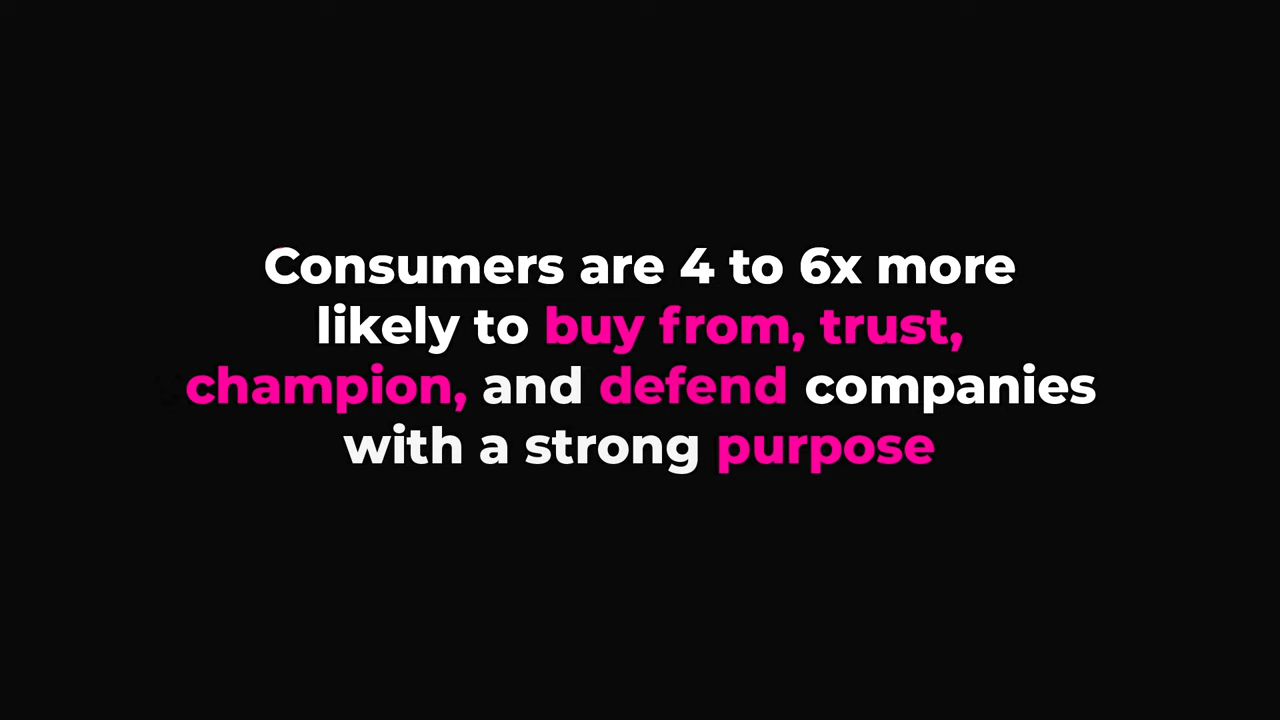 Consumers are 4 to 6x more
likely to buy from, trust,
champion, and defend companies
with a strong purpose